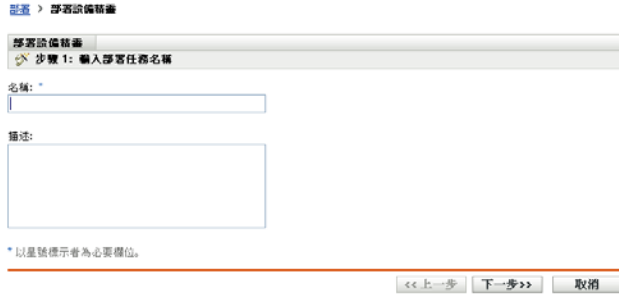 部署 > 部署設備精靈
部署設備精靈
步驟 1: 輸入部署任務名稱
名稱: *
描述:
* 以星號標示者為必要欄位。
<<上一步 下一步>> 取消